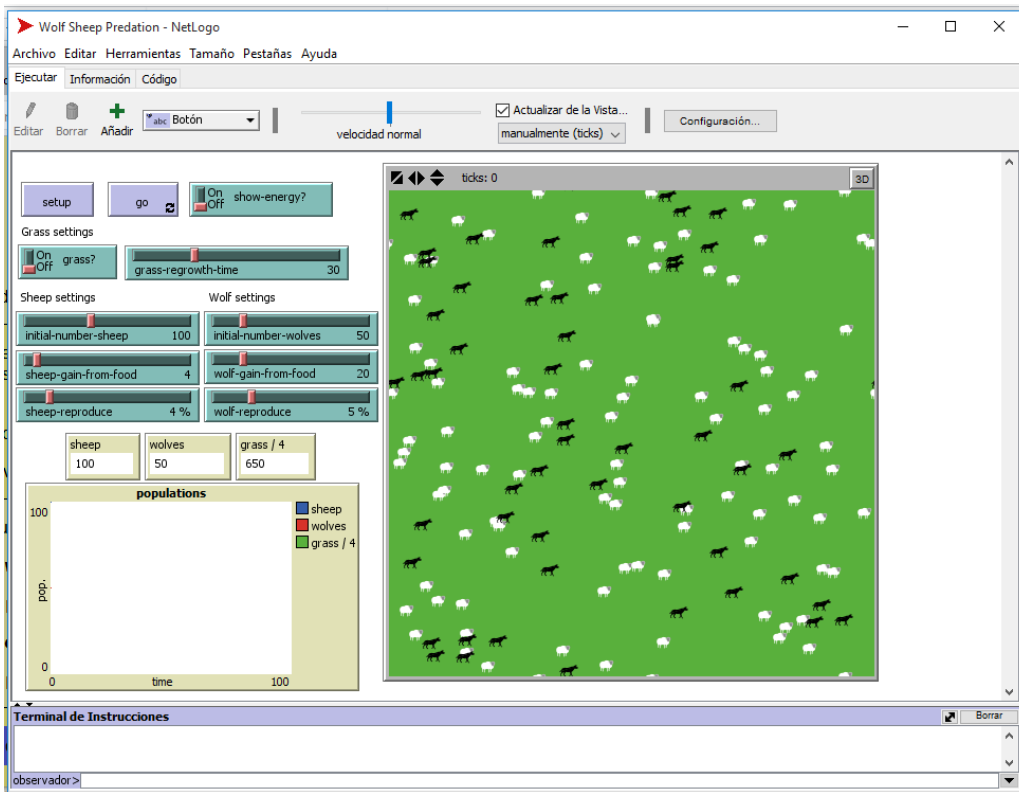 Wolf Sheep Predation - NetLogo
Archivo Editar Herramientas Tamaño Pestañas Ayuda
Ejecutar Información Código
Editar Borrar Añadir
abc Botón
velocidad normal
Actualizar de la Vista...
manualmente (ticks)
Configuración...
setup
go
On
Off
show-energy?
ticks: 0
3D
Grass settings
On
Off
grass?
grass-regrowth-time 30
Sheep settings Wolf settings
initial-number-sheep 100
initial-number-wolves 50
sheep-gain-from-food 4
wolf-gain-from-food 20
sheep-reproduce 4 %
wolf-reproduce 5 %
sheep
100
wolves
50
grass / 4
650
populations
100
pop.
0
0 time 100
sheep
wolves
grass / 4
Terminal de Instrucciones
Borrar
observador>